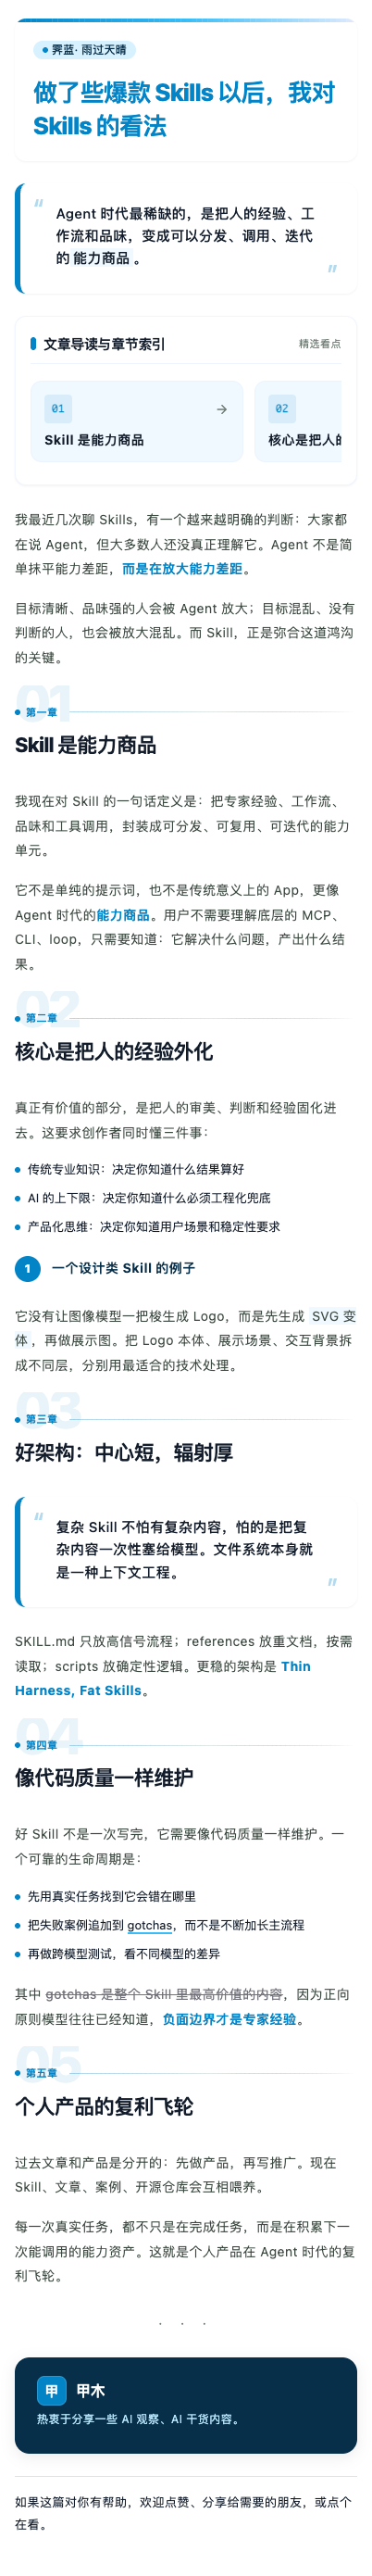 霁蓝· 雨过天晴
做了些爆款 Skills 以后，我对
Skills 的看法
“
Agent 时代最稀缺的，是把人的经验、工
作流和品味，变成可以分发、调用、迭代
的 能力商品 。
”
文章导读与章节索引
精选看点
01
→
Skill 是能力商品
02
核心是把人的
我最近几次聊 Skills，有一个越来越明确的判断：大家都
在说 Agent，但大多数人还没真正理解它。Agent 不是简
单抹平能力差距，而是在放大能力差距。
目标清晰、品味强的人会被 Agent 放大；目标混乱、没有
判断的人，也会被放大混乱。而 Skill，正是弥合这道鸿沟
的关键。
01
第一章
Skill 是能力商品
我现在对 Skill 的一句话定义是：把专家经验、工作流、
品味和工具调用，封装成可分发、可复用、可迭代的能力
单元。
它不是单纯的提示词，也不是传统意义上的 App，更像
Agent 时代的能力商品。用户不需要理解底层的 MCP、
CLI、loop，只需要知道：它解决什么问题，产出什么结
果。
02
第二章
核心是把人的经验外化
真正有价值的部分，是把人的审美、判断和经验固化进
去。这要求创作者同时懂三件事：
传统专业知识：决定你知道什么结果算好
AI 的上下限：决定你知道什么必须工程化兜底
产品化思维：决定你知道用户场景和稳定性要求
1 一个设计类 Skill 的例子
它没有让图像模型一把梭生成 Logo，而是先生成 SVG 变
体 ，再做展示图。把 Logo 本体、展示场景、交互背景拆
成不同层，分别用最适合的技术处理。
03
第三章
好架构：中心短，辐射厚
“
复杂 Skill 不怕有复杂内容，怕的是把复
杂内容一次性塞给模型。文件系统本身就
是一种上下文工程。
”
SKILL.md 只放高信号流程；references 放重文档，按需
读取；scripts 放确定性逻辑。更稳的架构是 Thin
Harness, Fat Skills。
04
第四章
像代码质量一样维护
好 Skill 不是一次写完，它需要像代码质量一样维护。一
个可靠的生命周期是：
先用真实任务找到它会错在哪里
把失败案例追加到 gotchas，而不是不断加长主流程
再做跨模型测试，看不同模型的差异
其中 gotchas 是整个 Skill 里最高价值的内容，因为正向
原则模型往往已经知道，负面边界才是专家经验。
05
第五章
个人产品的复利飞轮
过去文章和产品是分开的：先做产品，再写推广。现在
Skill、文章、案例、开源仓库会互相喂养。
每一次真实任务，都不只是在完成任务，而是在积累下一
次能调用的能力资产。这就是个人产品在 Agent 时代的复
利飞轮。
· · ·
甲 甲木
热衷于分享一些 AI 观察、AI 干货内容。
如果这篇对你有帮助，欢迎点赞、分享给需要的朋友，或点个
在看。